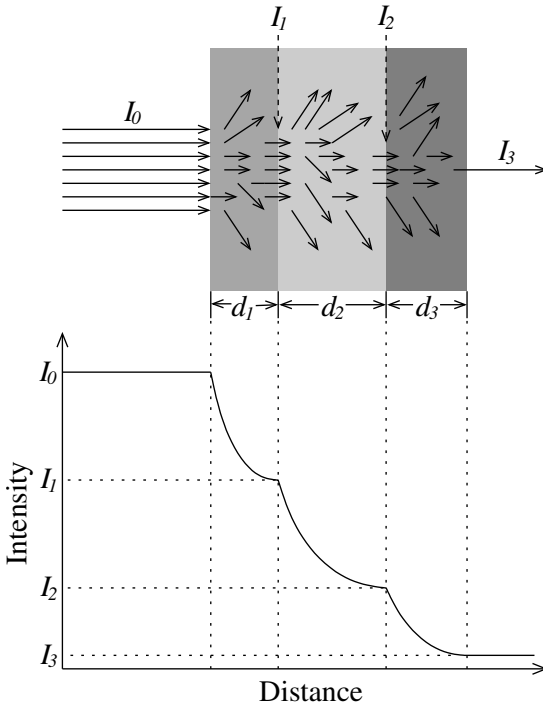 I₁ I₂
I₀
I₃
d₁ d₂ d₃
I₀
I₁
I₂
I₃
Intensity
Distance